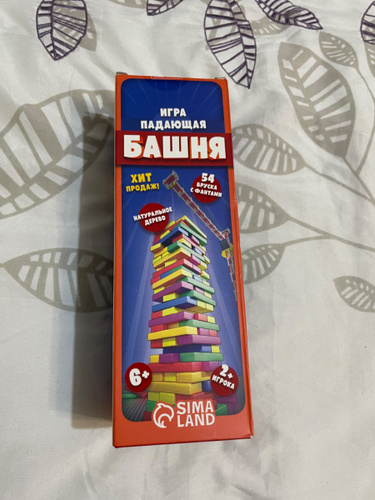 ИГРА
ПАДАЮЩАЯ
БАШНЯ
ХИТ
ПРОДАЖ!
54
БРУСКА
С ФАНТАМИ
НАТУРАЛЬНОЕ
ДЕРЕВО
6+
2+
ИГРОКА
SIMA
LAND